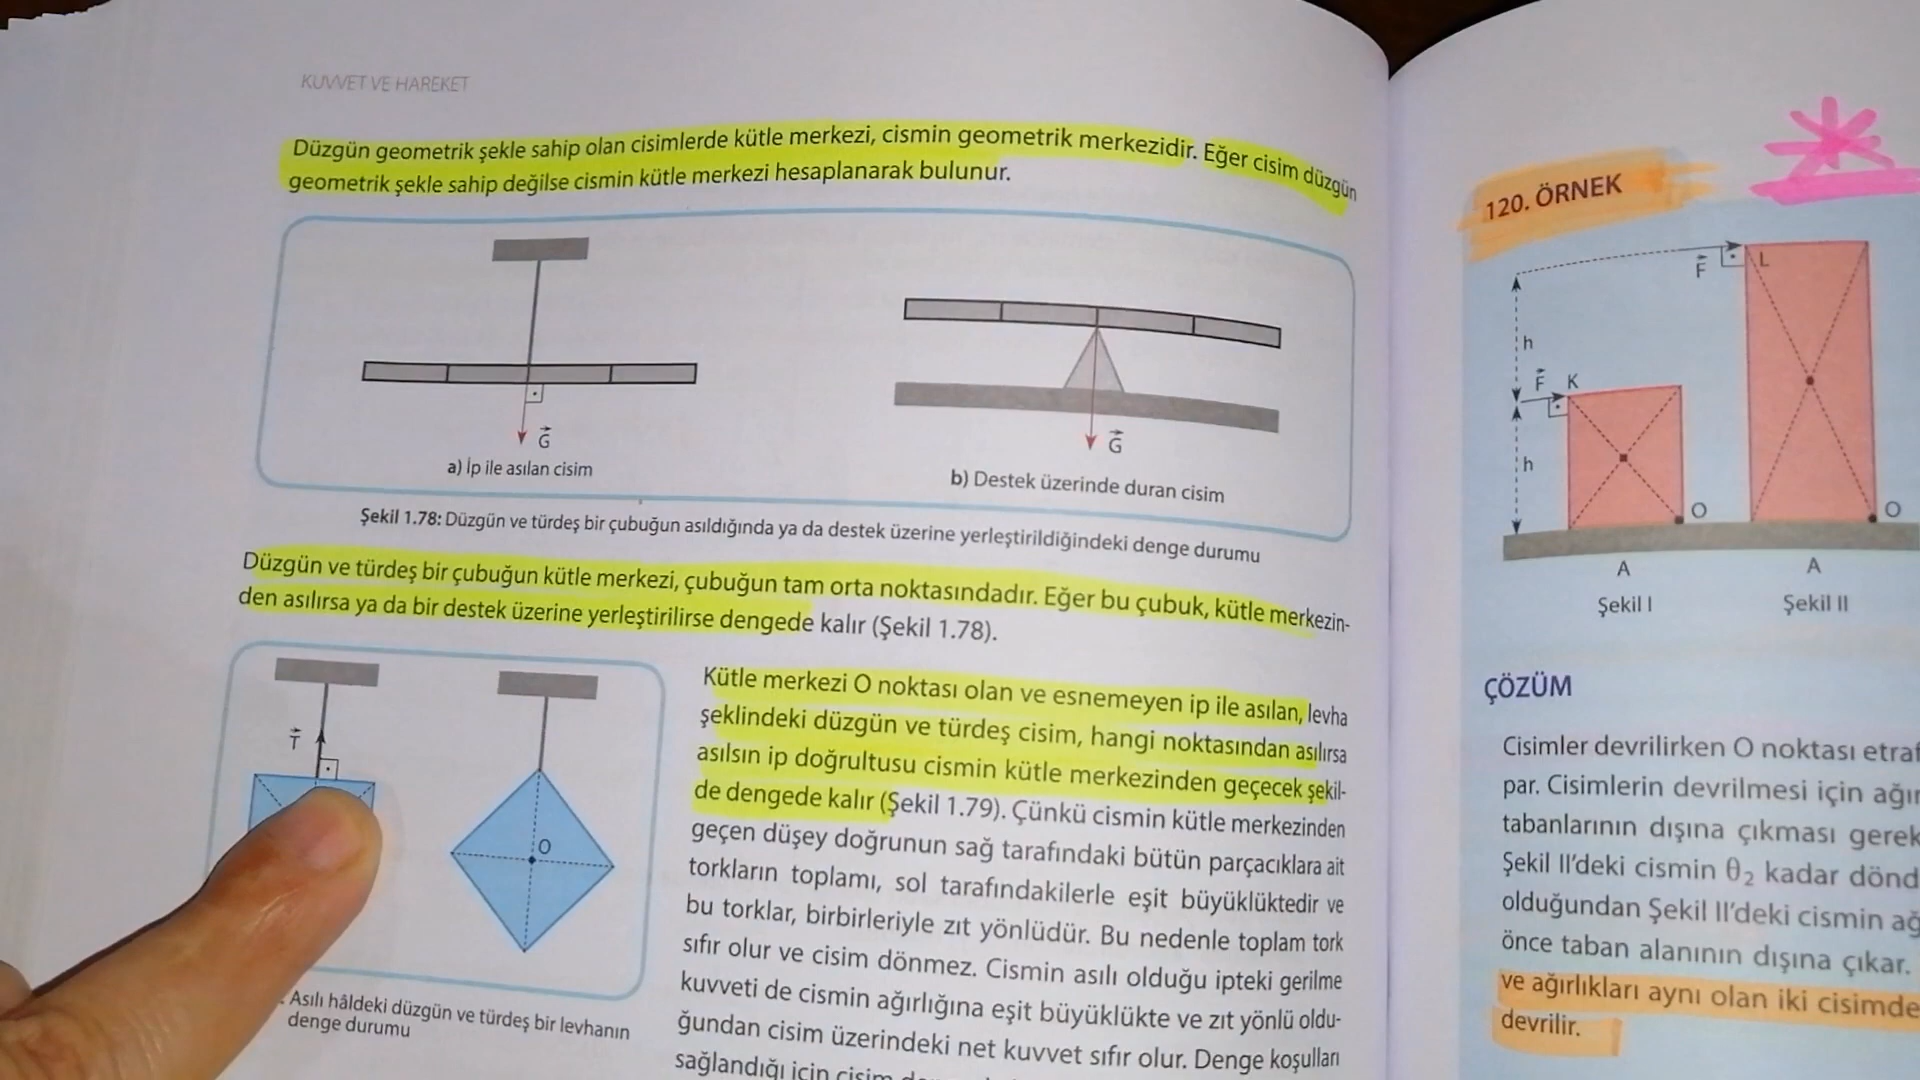 KUVVET VE HAREKET
Düzgün geometrik şekle sahip olan cisimlerde kütle merkezi, cismin geometrik merkezidir. Eğer cisim düzgün
geometrik şekle sahip değilse cismin kütle merkezi hesaplanarak bulunur.
G
a) İp ile asılan cisim
G
b) Destek üzerinde duran cisim
Şekil 1.78: Düzgün ve türdeş bir çubuğun asıldığında ya da destek üzerine yerleştirildiğindeki denge durumu
Düzgün ve türdeş bir çubuğun kütle merkezi, çubuğun tam orta noktasındadır. Eğer bu çubuk, kütle merkezin-
den asılırsa ya da bir destek üzerine yerleştirilirse dengede kalır (Şekil 1.78).
T
O
Asılı hâldeki düzgün ve türdeş bir levhanın
denge durumu
Kütle merkezi O noktası olan ve esnemeyen ip ile asılan, levha
şeklindeki düzgün ve türdeş cisim, hangi noktasından asılırsa
asılsın ip doğrultusu cismin kütle merkezinden geçecek şekil-
de dengede kalır (Şekil 1.79). Çünkü cismin kütle merkezinden
geçen düşey doğrunun sağ tarafındaki bütün parçacıklara ait
torkların toplamı, sol tarafındakilerle eşit büyüklüktedir ve
bu torklar, birbirleriyle zıt yönlüdür. Bu nedenle toplam tork
sıfır olur ve cisim dönmez. Cismin asılı olduğu ipteki gerilme
kuvveti de cismin ağırlığına eşit büyüklükte ve zıt yönlü oldu-
ğundan cisim üzerindeki net kuvvet sıfır olur. Denge koşulları
sağlandığı için cisim
120. ÖRNEK
F L
h
F K
h
O O
A A
Şekil I Şekil II
ÇÖZÜM
Cisimler devrilirken O noktası
par. Cisimlerin devrilmesi için
tabanlarının dışına çıkması
Şekil II'deki cismin θ2 kadar
olduğundan Şekil II'deki cismin
önce taban alanının dışına çıkar.
ve ağırlıkları aynı olan iki
devrilir.